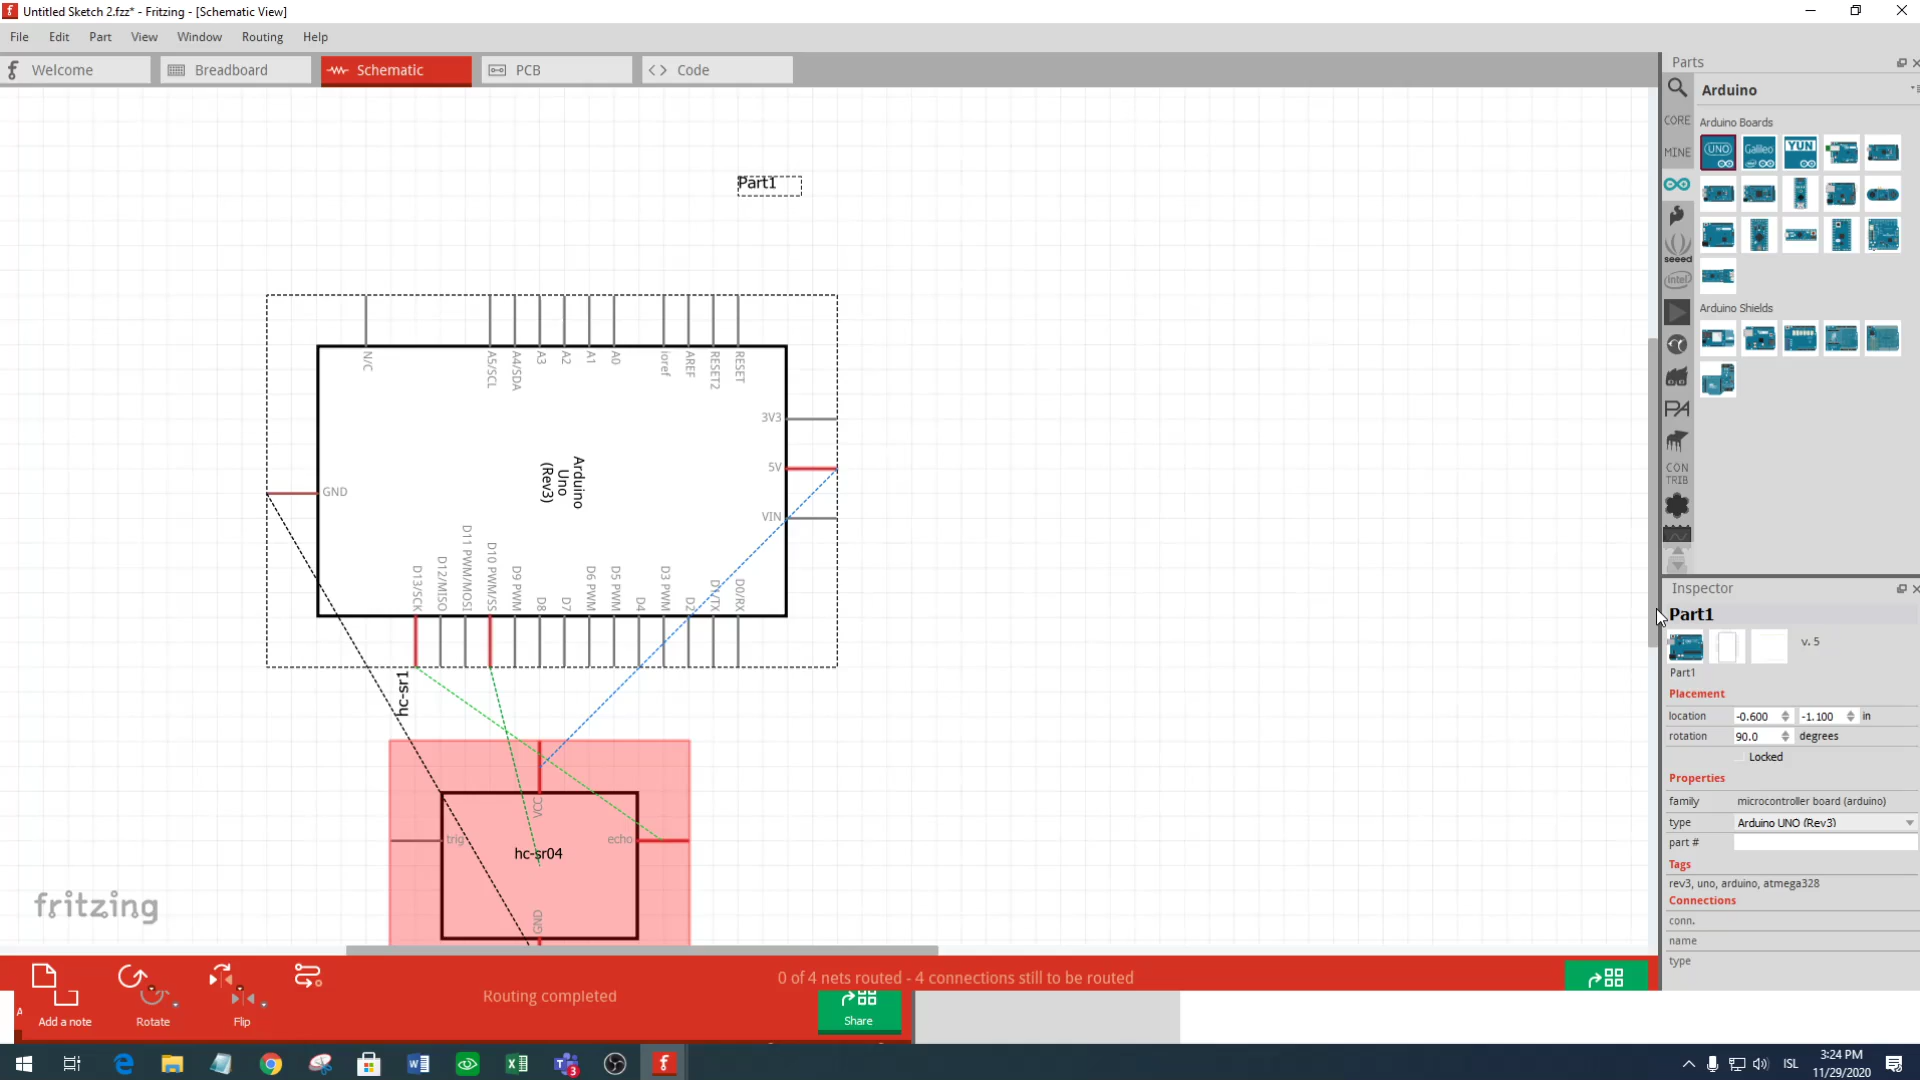 Untitled Sketch 2.fzz* - Fritzing - [Schematic View]
File Edit Part View Window Routing Help
Welcome
Breadboard
Schematic
PCB
Code
Part1
N/C
A5/SCL
A4/SDA
A3
A2
A1
A0
ioref
AREF
RESET2
RESET
3V3
5V
VIN
GND
Arduino
Uno
(Rev3)
D13/SCK
D12/MISO
D11 PWM/MOSI
D10 PWM/SS
D9 PWM
D8
D7
D6 PWM
D5 PWM
D4
D3 PWM
D2
D1/TX
D0/RX
hc-sr1
VCC
trig
echo
hc-sr04
GND
fritzing
0 of 4 nets routed - 4 connections still to be routed
Routing completed
Add a note
Rotate
Flip
Share
Parts
Arduino
CORE
MINE
seeed
intel
PA
CON
TRIB
Arduino Boards
UNO
Galileo
YUN
Arduino Shields
Inspector
Part1
v. 5
Part1
Placement
location -0.600 -1.100 in
rotation 90.0 degrees
Locked
Properties
family microcontroller board (arduino)
type Arduino UNO (Rev3)
part #
Tags
rev3, uno, arduino, atmega328
Connections
conn.
name
type
ISL
3:24 PM
11/29/2020